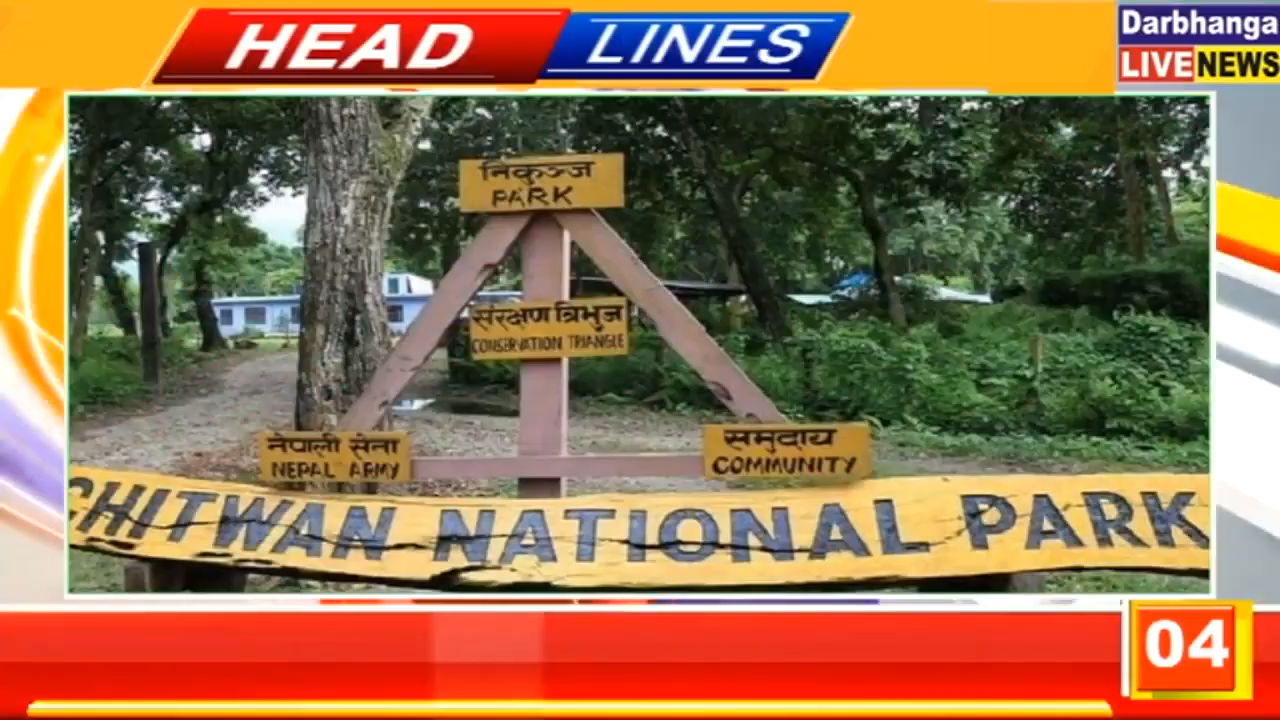 HEAD LINES
Darbhanga
LIVE NEWS
निकुञ्ज
PARK
संरक्षण त्रिभुज
CONSERVATION TRIANGLE
नेपाली सेना
NEPAL ARMY
समुदाय
COMMUNITY
CHITWAN NATIONAL PARK
04